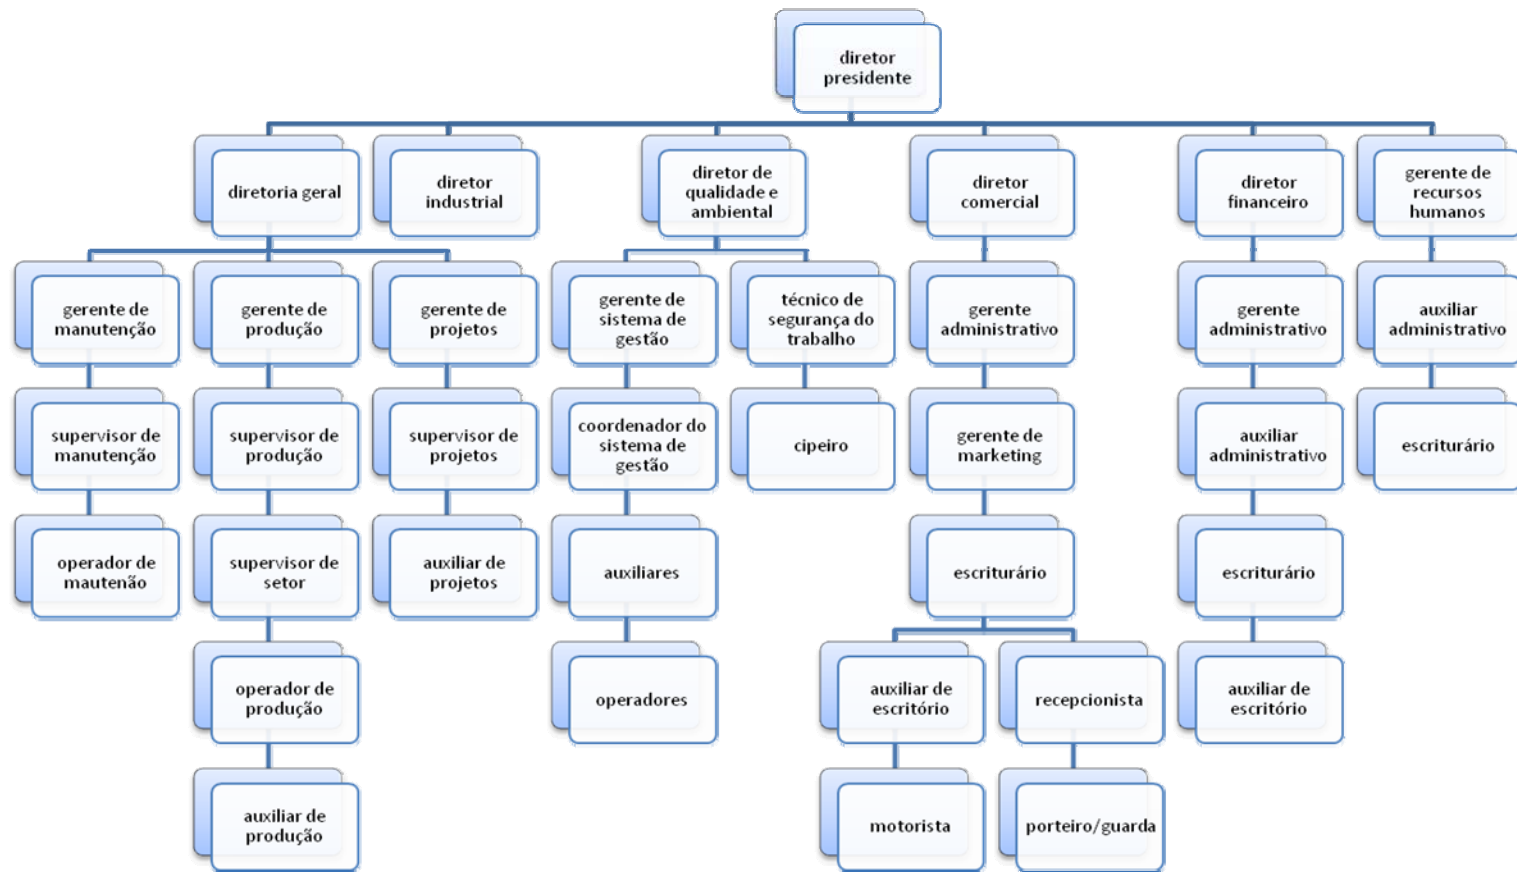 diretor
presidente
diretoria geral
diretor
industrial
diretor de
qualidade e
ambiental
diretor
comercial
diretor
financeiro
gerente de
recursos
humanos
gerente de
manutenção
gerente de
produção
gerente de
projetos
gerente de
sistema de
gestão
técnico de
segurança do
trabalho
gerente
administrativo
gerente
administrativo
auxiliar
administrativo
supervisor de
manutenção
supervisor de
produção
supervisor de
projetos
coordenador do
sistema de
gestão
cipeiro
gerente de
marketing
auxiliar
administrativo
escriturário
operador de
mautenão
supervisor de
setor
auxiliar de
projetos
auxiliares
escriturário
escriturário
operador de
produção
operadores
auxiliar de
escritório
recepcionista
auxiliar de
escritório
auxiliar de
produção
motorista
porteiro/guarda